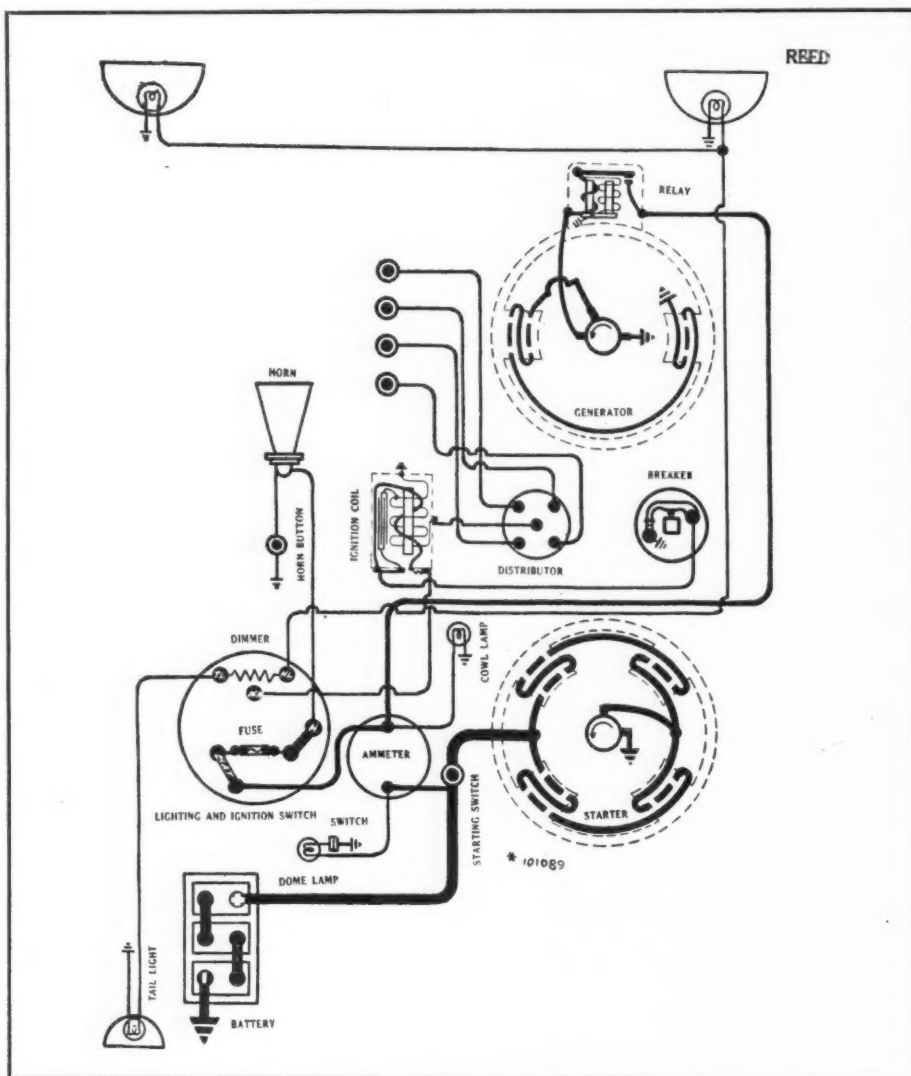 REED
RELAY
GENERATOR
HORN
BREAKER
IGNITION COIL
HORN BUTTON
DISTRIBUTOR
DIMMER
COWL LAMP
FUSE
AMMETER
LIGHTING AND IGNITION SWITCH
SWITCH
STARTING SWITCH
STARTER
* 101089
DOME LAMP
TAIL LIGHT
BATTERY